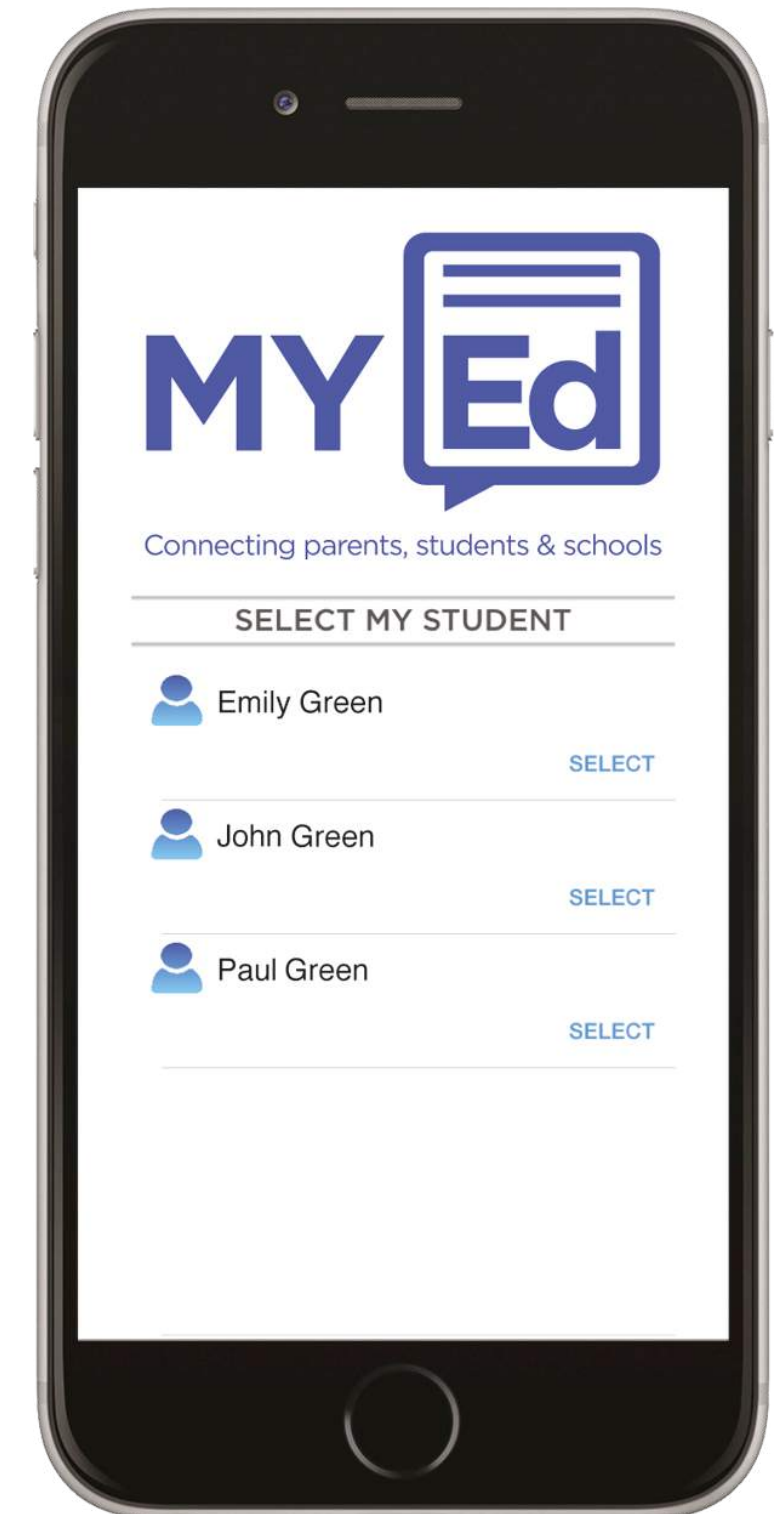 MY Ed
Connecting parents, students & schools
SELECT MY STUDENT
Emily Green
SELECT
John Green
SELECT
Paul Green
SELECT